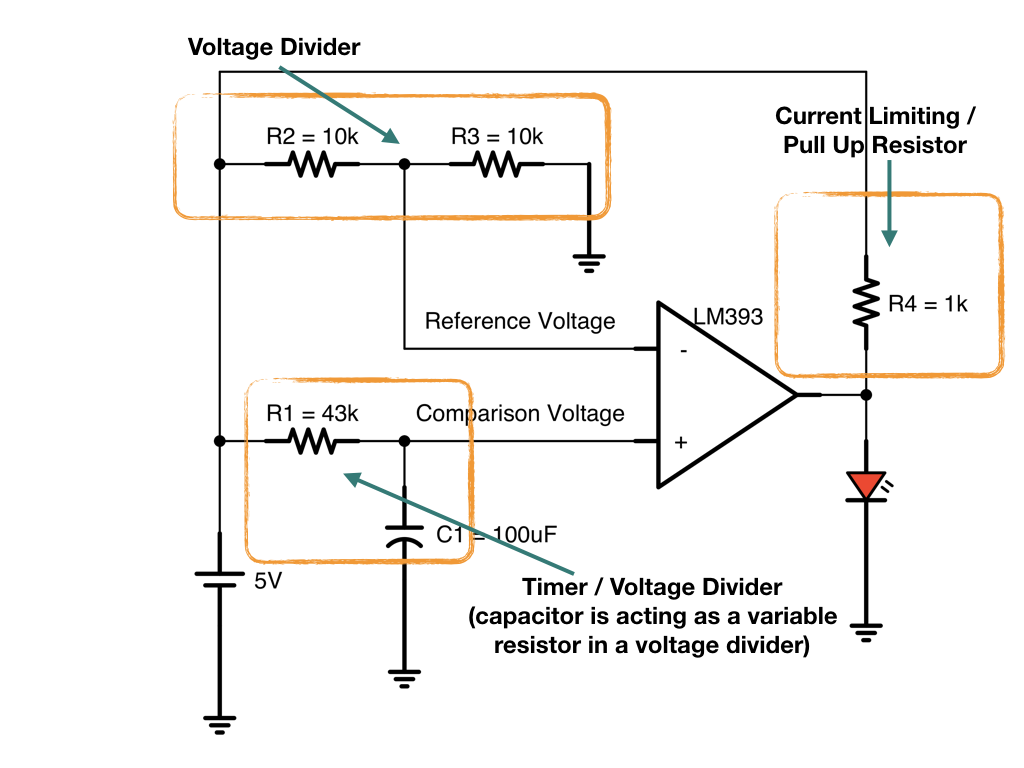 Voltage Divider
Current Limiting /
Pull Up Resistor
R2 = 10k
R3 = 10k
R4 = 1k
Reference Voltage
LM393
-
R1 = 43k
Comparison Voltage
+
C1 = 100uF
5V
Timer / Voltage Divider
(capacitor is acting as a variable
resistor in a voltage divider)